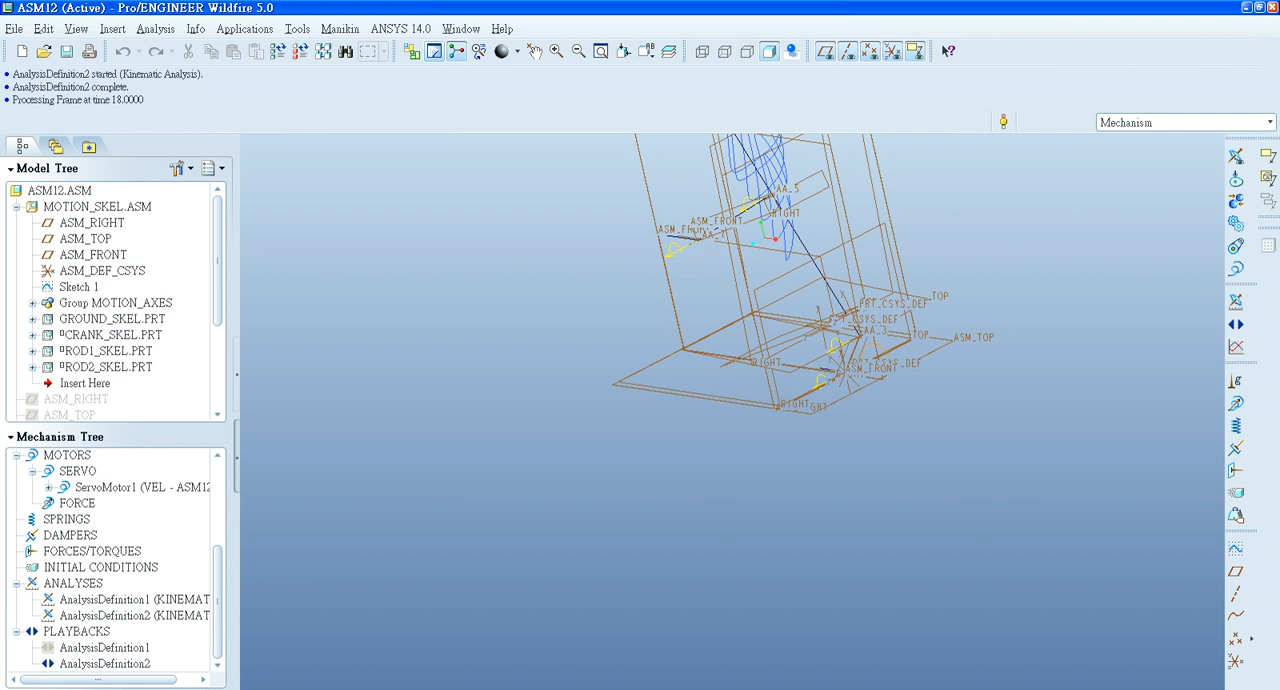 ASM12 (Active) - Pro/ENGINEER Wildfire 5.0
File Edit View Insert Analysis Info Applications Tools Manikin ANSYS 14.0 Window Help
AnalysisDefinition2 started (Kinematic Analysis).
AnalysisDefinition2 complete.
Processing Frame at time 18.0000
Mechanism
Model Tree
ASM12.ASM
MOTION_SKEL.ASM
ASM_RIGHT
ASM_TOP
ASM_FRONT
ASM_DEF_CSYS
Sketch 1
Group MOTION_AXES
GROUND_SKEL.PRT
CRANK_SKEL.PRT
ROD1_SKEL.PRT
ROD2_SKEL.PRT
Insert Here
ASM_RIGHT
ASM_TOP
Mechanism Tree
MOTORS
SERVO
ServoMotor1 (VEL - ASM12
FORCE
SPRINGS
DAMPERS
FORCES/TORQUES
INITIAL CONDITIONS
ANALYSES
AnalysisDefinition1 (KINEMAT
AnalysisDefinition2 (KINEMAT
PLAYBACKS
AnalysisDefinition1
AnalysisDefinition2
AA_5
RIGHT
ASM_FRONT
TOP
PRT_CSYS_DEF
AA_3
TOP
ASM_TOP
RIGHT
ASM_FRONT
RIGHT